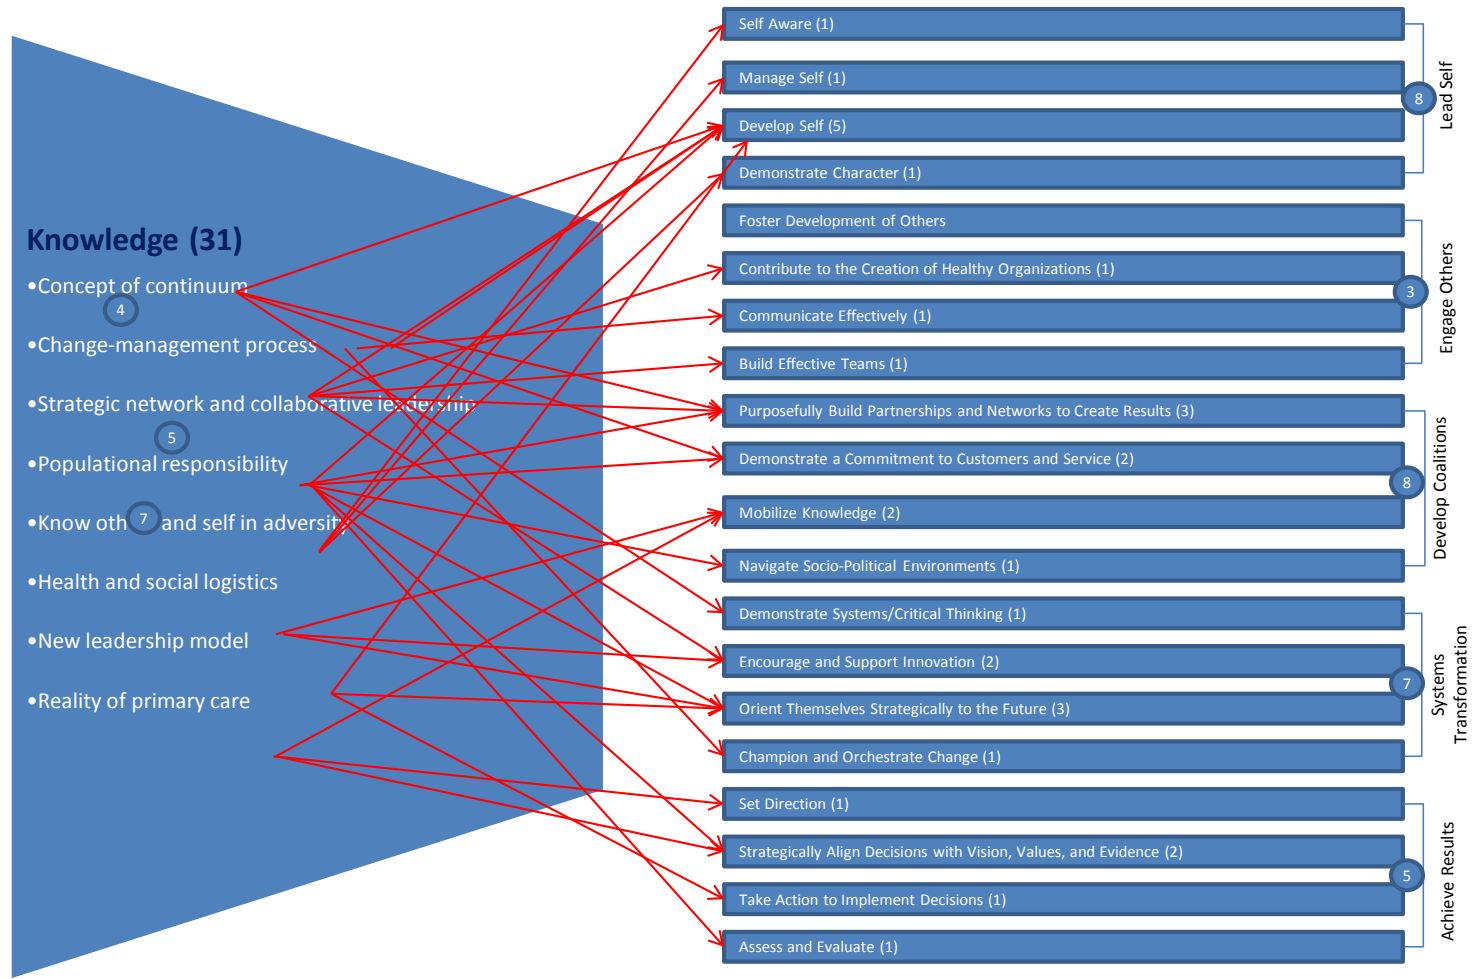 Knowledge (31)
•Concept of continuum
4
•Change-management process
•Strategic network and collaborative leadership
5
•Populational responsibility
•Know oth 7 and self in adversity
•Health and social logistics
•New leadership model
•Reality of primary care
Self Aware (1)
Manage Self (1)
Develop Self (5)
Demonstrate Character (1)
8
Lead Self
Foster Development of Others
Contribute to the Creation of Healthy Organizations (1)
Communicate Effectively (1)
Build Effective Teams (1)
3
Engage Others
Purposefully Build Partnerships and Networks to Create Results (3)
Demonstrate a Commitment to Customers and Service (2)
Mobilize Knowledge (2)
Navigate Socio-Political Environments (1)
8
Develop Coalitions
Demonstrate Systems/Critical Thinking (1)
Encourage and Support Innovation (2)
Orient Themselves Strategically to the Future (3)
Champion and Orchestrate Change (1)
7
Systems
Transformation
Set Direction (1)
Strategically Align Decisions with Vision, Values, and Evidence (2)
Take Action to Implement Decisions (1)
Assess and Evaluate (1)
5
Achieve Results